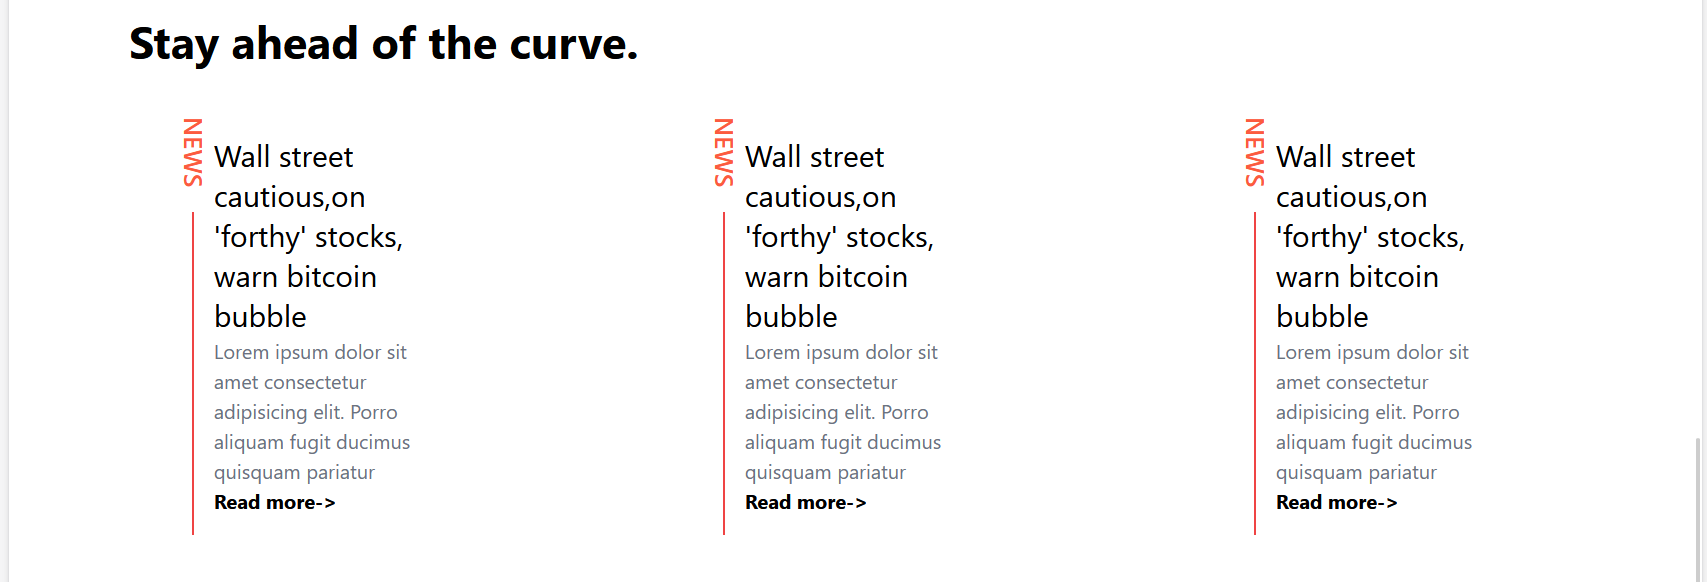 Stay ahead of the curve.
NEWS
Wall street
cautious,on
'forthy' stocks,
warn bitcoin
bubble
Lorem ipsum dolor sit
amet consectetur
adipisicing elit. Porro
aliquam fugit ducimus
quisquam pariatur
Read more->
NEWS
Wall street
cautious,on
'forthy' stocks,
warn bitcoin
bubble
Lorem ipsum dolor sit
amet consectetur
adipisicing elit. Porro
aliquam fugit ducimus
quisquam pariatur
Read more->
NEWS
Wall street
cautious,on
'forthy' stocks,
warn bitcoin
bubble
Lorem ipsum dolor sit
amet consectetur
adipisicing elit. Porro
aliquam fugit ducimus
quisquam pariatur
Read more->